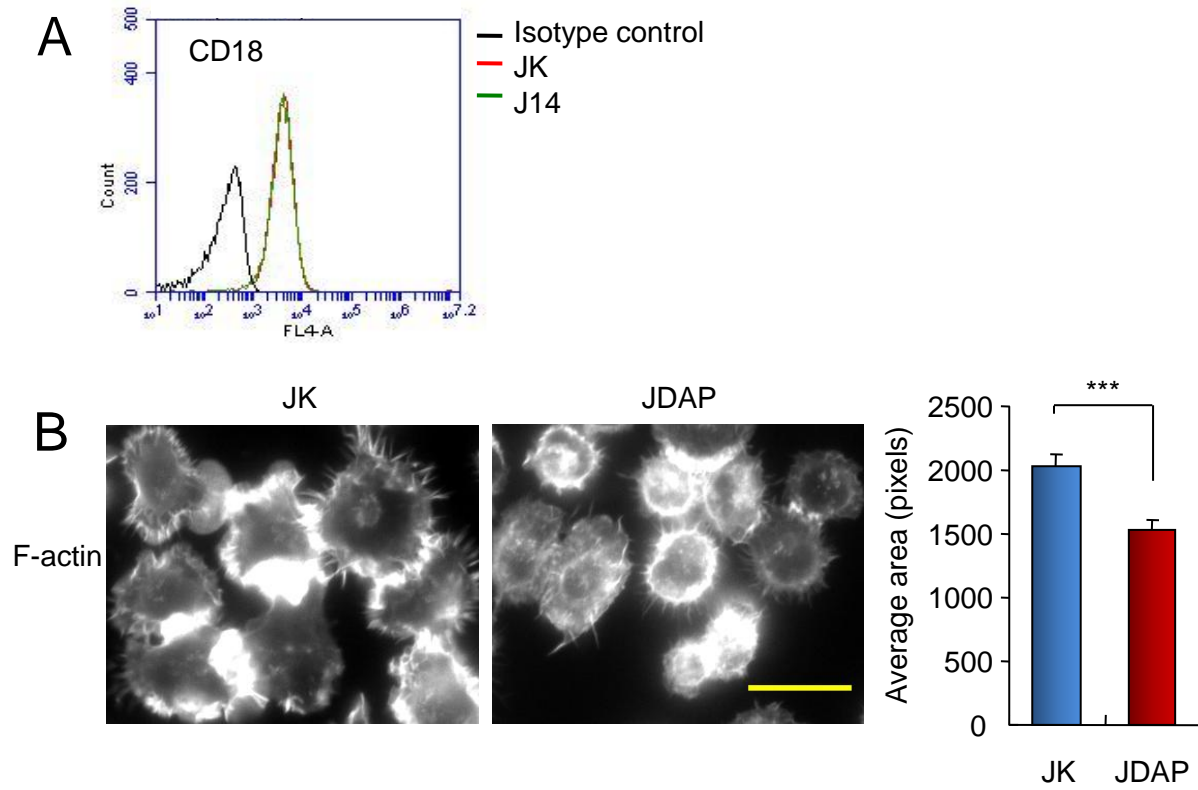 A
CD18
Isotype control
JK
J14
500
400
200
0
Count
10^1 10^2 10^3 10^4 10^5 10^6 10^7.2
FL4-A
B
JK
JDAP
F-actin
***
2500
2000
1500
1000
500
0
Average area (pixels)
JK JDAP